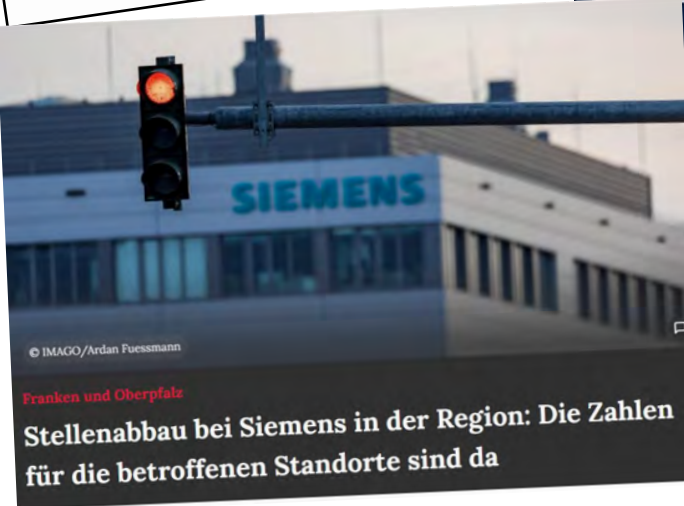 SIEMENS
© IMAGO/Ardan Fuessmann
Franken und Oberpfalz
Stellenabbau bei Siemens in der Region: Die Zahlen
für die betroffenen Standorte sind da